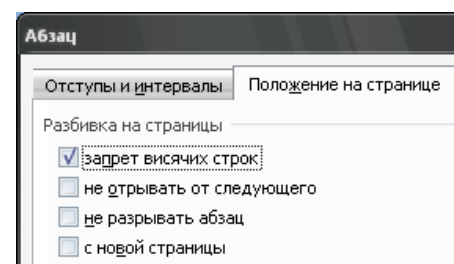 Абзац
Отступы и интервалы Положение на странице
Разбивка на страницы
запрет висячих строк
не отрывать от следующего
не разрывать абзац
с новой страницы